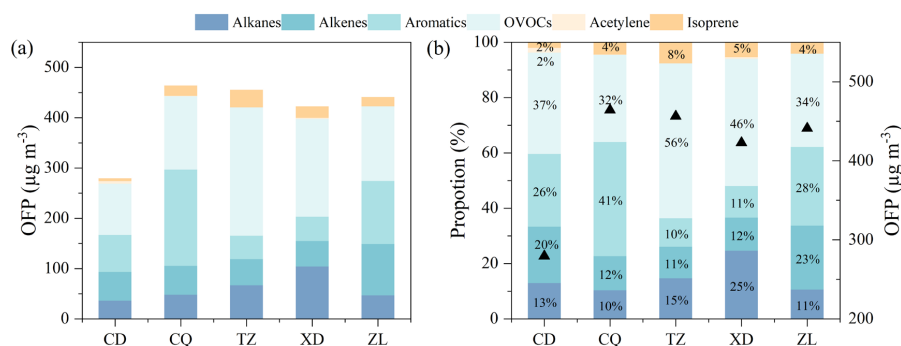 Alkanes Alkenes Aromatics OVOCs Acetylene Isoprene
(a)
OFP (μg m⁻³)
500
400
300
200
100
0
CD CQ TZ XD ZL
(b)
Propotion (%)
100
80
60
40
20
0
2% 4% 8% 5% 4%
2%
37% 32% 56% 46% 34%
26% 41% 10% 11% 28%
20% 12% 11% 12% 23%
13% 10% 15% 25% 11%
CD CQ TZ XD ZL
500
400
300
200
OFP (μg m⁻³)